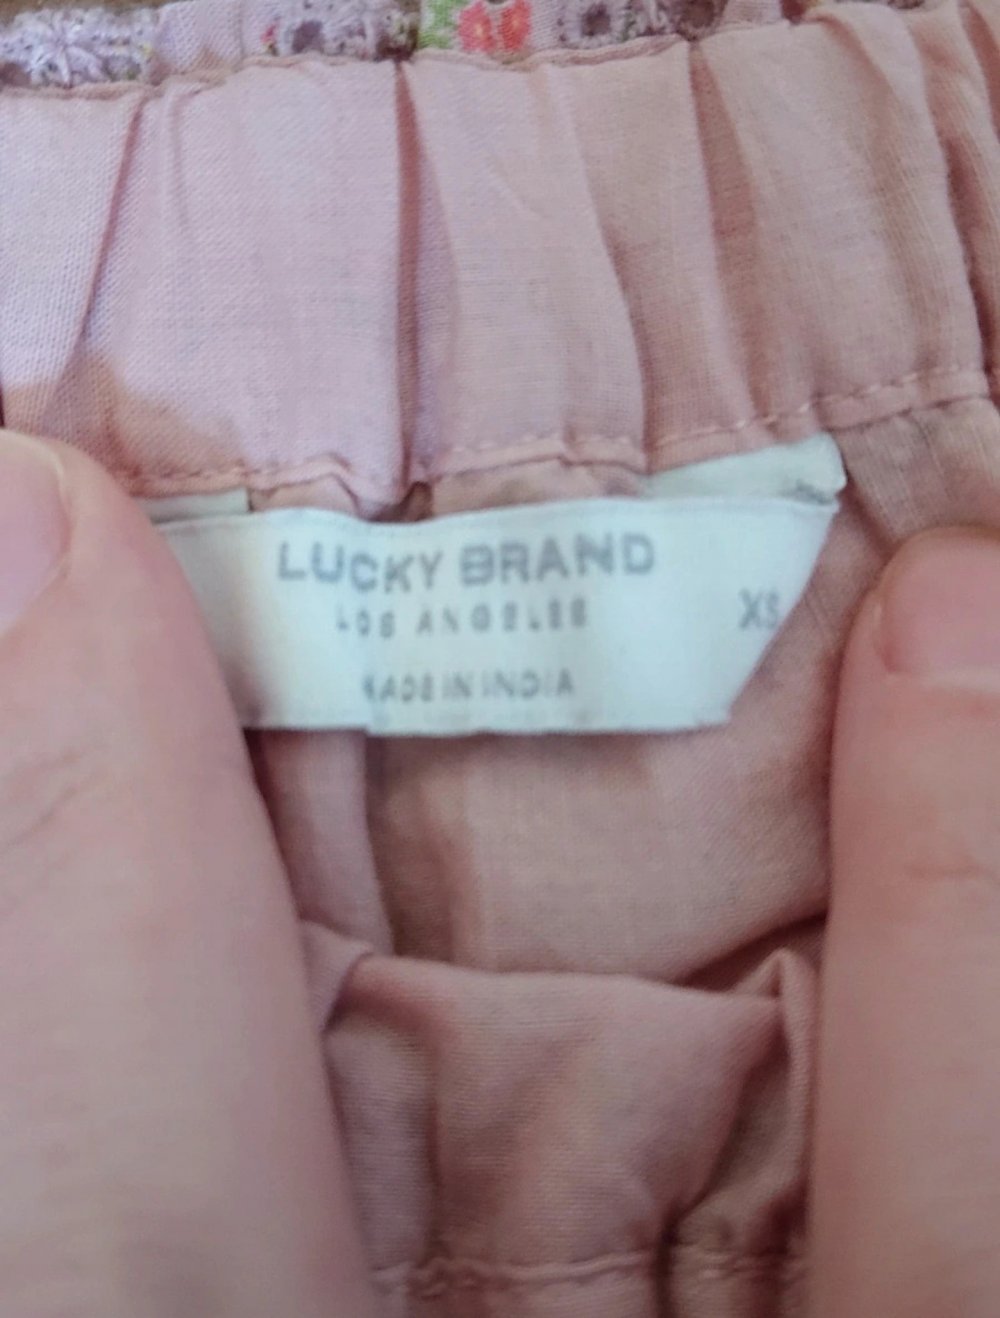 LUCKY BRAND
LOS ANGELES
XS
MADE IN INDIA